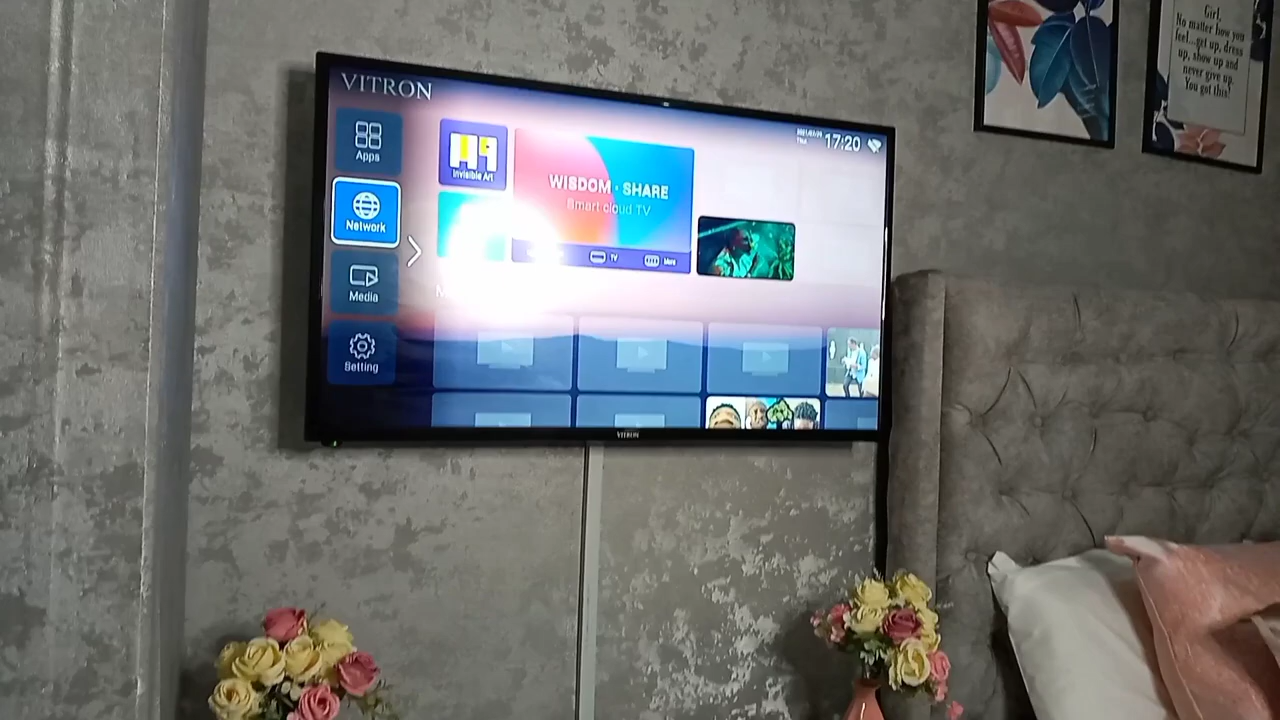 VITRON
Apps
Network
Media
Setting
Invisible Art
WISDOM · SHARE
Smart cloud TV
TV
More
Thu
17:20
VITRON
Girl,
No matter how you
feel...get up, dress
up, show up and
never give up.
You got this!